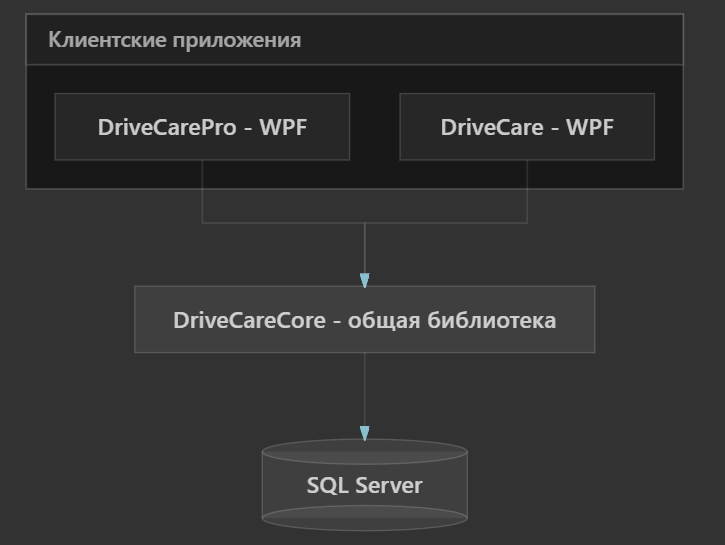 Клиентские приложения
DriveCarePro - WPF
DriveCare - WPF
DriveCareCore - общая библиотека
SQL Server